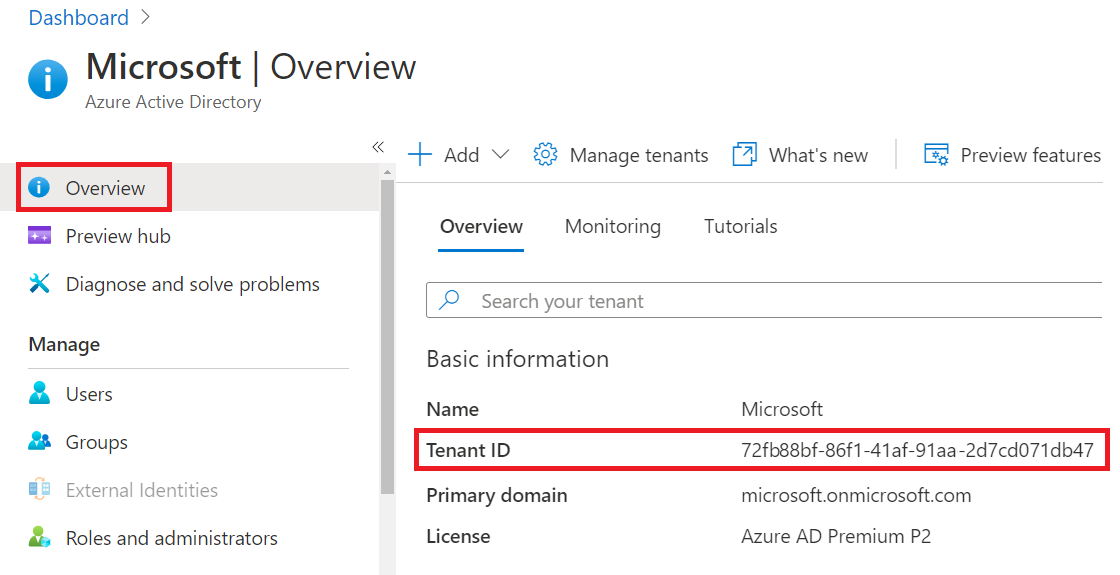 Dashboard
Microsoft | Overview
Azure Active Directory
Add
Manage tenants
What's new
Preview features
Overview
Preview hub
Diagnose and solve problems
Manage
Users
Groups
External Identities
Roles and administrators
Overview
Monitoring
Tutorials
Search your tenant
Basic information
Name Microsoft
Tenant ID 72fb88bf-86f1-41af-91aa-2d7cd071db47
Primary domain microsoft.onmicrosoft.com
License Azure AD Premium P2